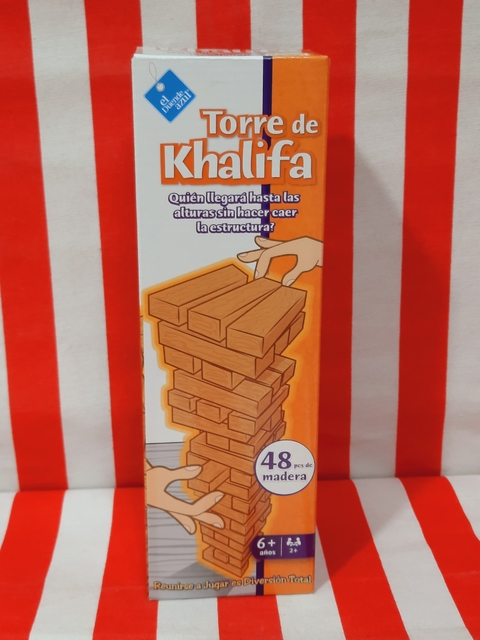 el
Duende
azul
Torre de
Khalifa
Quién llegará hasta las
alturas sin hacer caer
la estructura?
48 pcs de
madera
6+
años
2+
Reunirse a Jugar es Diversión Total